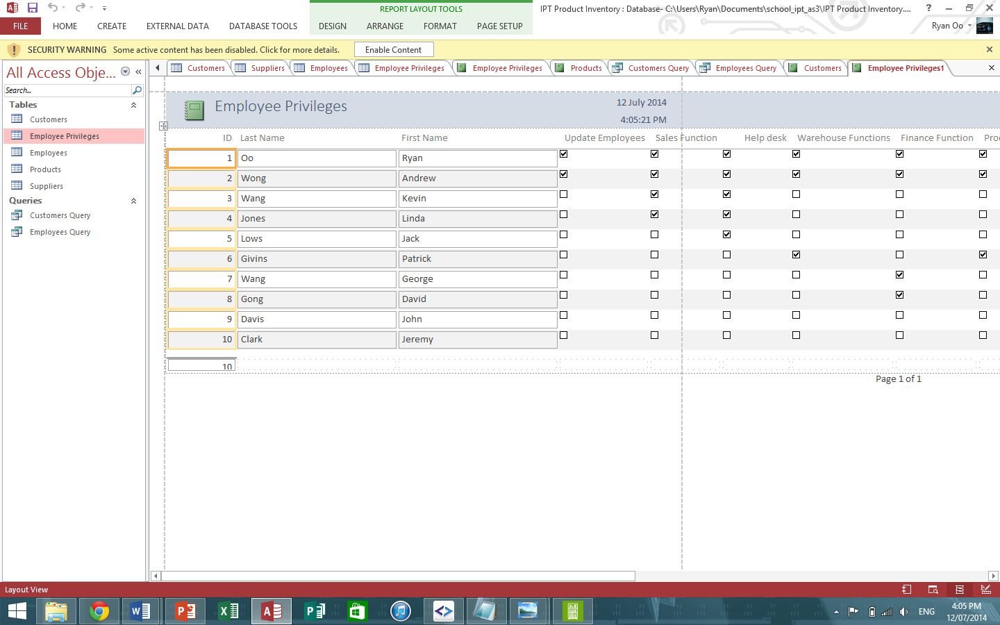 REPORT LAYOUT TOOLS
IPT Product Inventory : Database- C:\Users\Ryan\Documents\school_ipt_as3\IPT Product Inventory....
?
FILE HOME CREATE EXTERNAL DATA DATABASE TOOLS DESIGN ARRANGE FORMAT PAGE SETUP Ryan Oo
SECURITY WARNING Some active content has been disabled. Click for more details. Enable Content
All Access Obje...
Search...
Tables
Customers
Employee Privileges
Employees
Products
Suppliers
Queries
Customers Query
Employees Query
Customers Suppliers Employees Employee Privileges Employee Privileges Products Customers Query Employees Query Customers Employee Privileges1
Employee Privileges
12 July 2014
4:05:21 PM
ID Last Name First Name Update Employees Sales Function Help desk Warehouse Functions Finance Function Pro
1 Oo Ryan
2 Wong Andrew
3 Wang Kevin
4 Jones Linda
5 Lows Jack
6 Givins Patrick
7 Wang George
8 Gong David
9 Davis John
10 Clark Jeremy
10
Page 1 of 1
Layout View
ENG
4:05 PM
12/07/2014